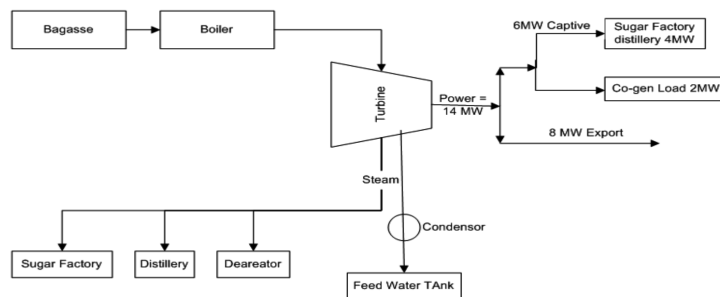 Bagasse
Boiler
6MW Captive
Sugar Factory
distillery 4MW
Turbine
Power =
14 MW
Co-gen Load 2MW
8 MW Export
Steam
Condensor
Sugar Factory
Distillery
Deareator
Feed Water TAnk